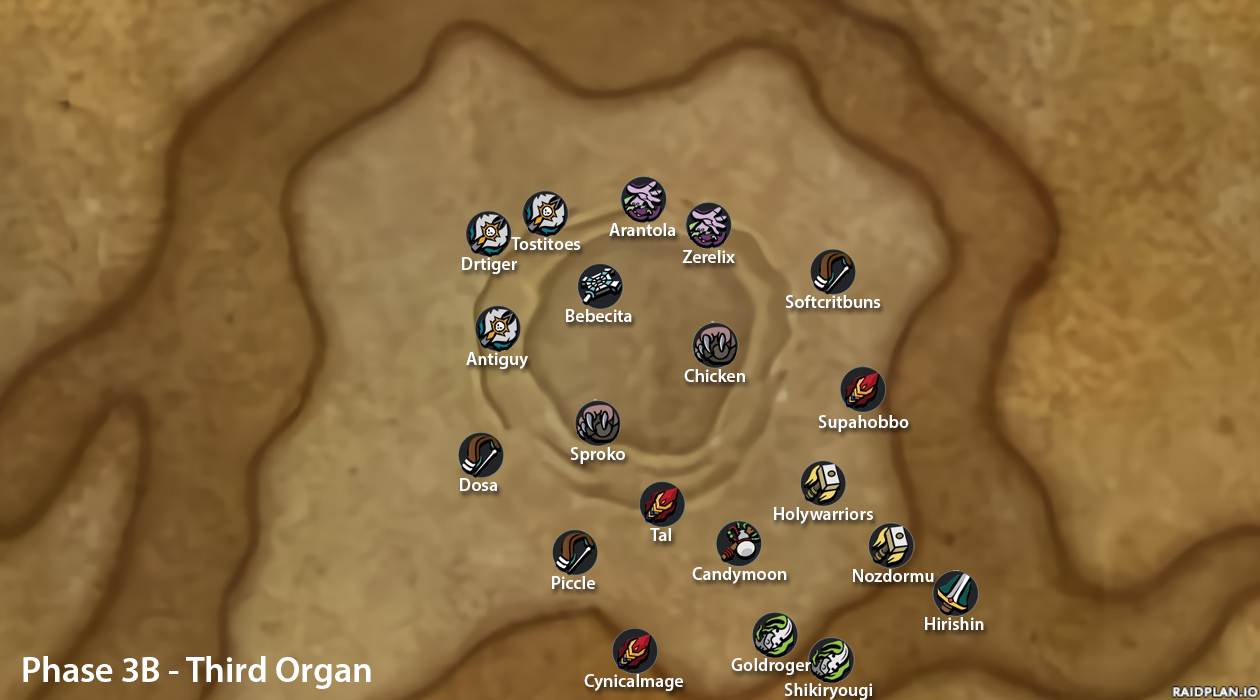 Arantola
Tostitoes
Zerelix
Drtiger
Softcritbuns
Bebecita
Antiguy
Chicken
Supahobbo
Sproko
Dosa
Holywarriors
Tal
Candymoon
Nozdormu
Piccle
Hirishin
Goldroger
Cynicalmage
Shikiryougi
Phase 3B - Third Organ
RAIDPLAN.IO